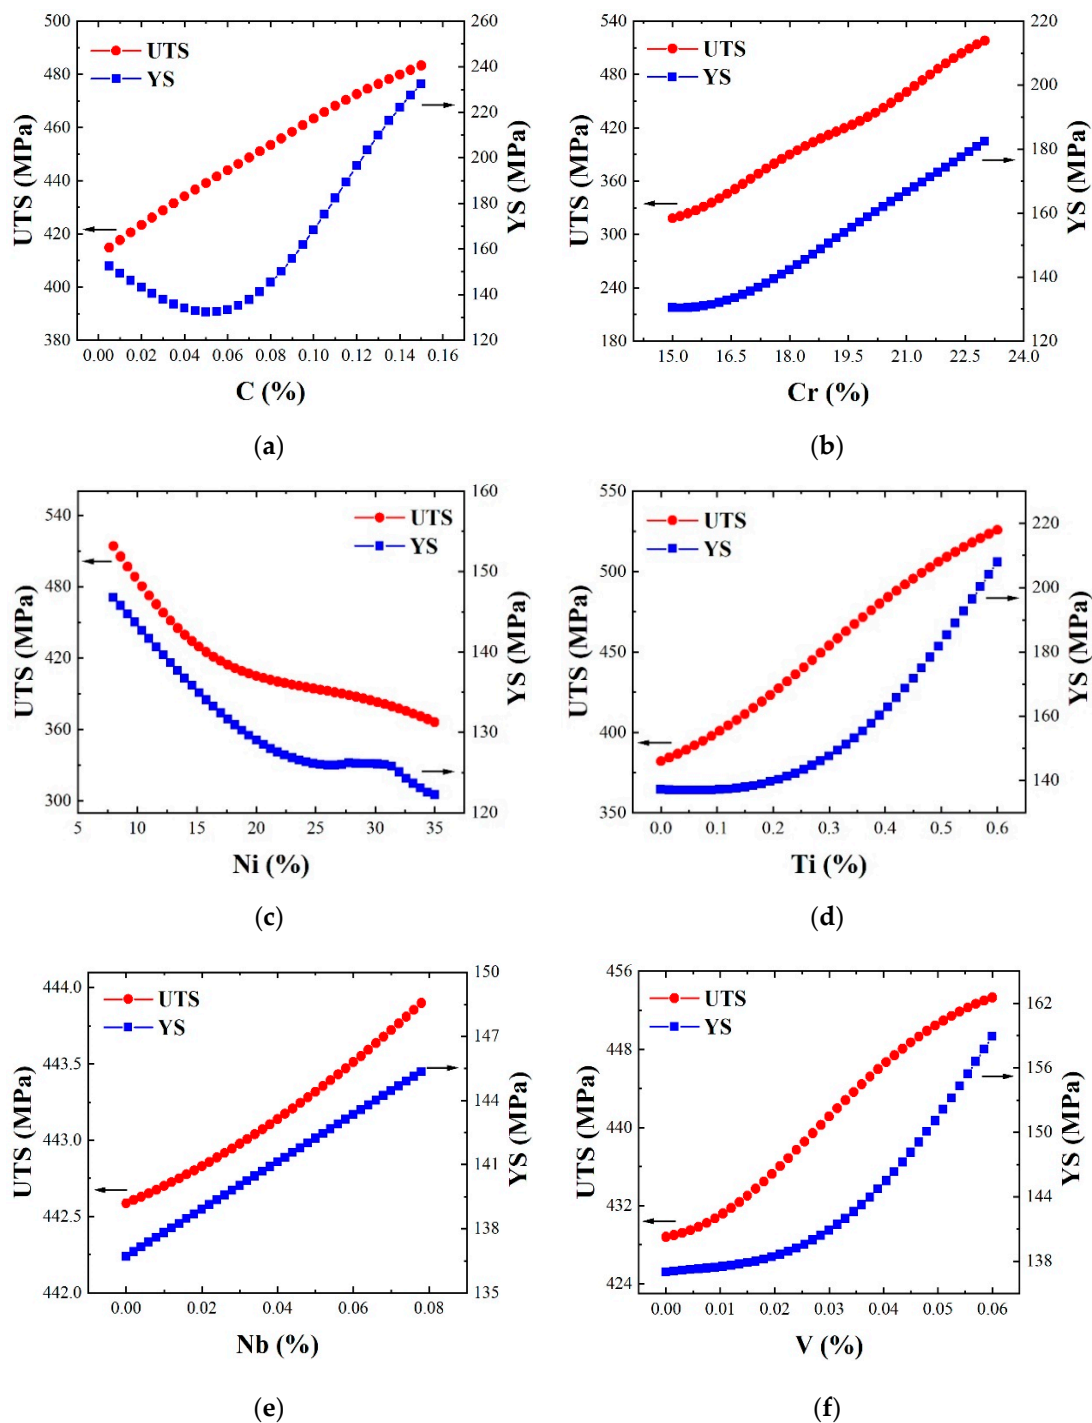 500
480
460
440
420
400
380
UTS (MPa)
UTS
YS
260
240
220
200
180
160
140
120
YS (MPa)
0.00 0.02 0.04 0.06 0.08 0.10 0.12 0.14 0.16
C (%)
(a)
540
480
420
360
300
240
180
UTS (MPa)
UTS
YS
220
200
180
160
140
120
YS (MPa)
15.0 16.5 18.0 19.5 21.0 22.5 24.0
Cr (%)
(b)
540
480
420
360
300
UTS (MPa)
UTS
YS
160
150
140
130
120
YS (MPa)
5 10 15 20 25 30 35
Ni (%)
(c)
550
500
450
400
350
UTS (MPa)
UTS
YS
220
200
180
160
140
YS (MPa)
0.0 0.1 0.2 0.3 0.4 0.5 0.6
Ti (%)
(d)
444.0
443.5
443.0
442.5
442.0
UTS (MPa)
UTS
YS
150
147
144
141
138
135
YS (MPa)
0.00 0.02 0.04 0.06 0.08
Nb (%)
(e)
456
448
440
432
424
UTS (MPa)
UTS
YS
162
156
150
144
138
YS (MPa)
0.00 0.01 0.02 0.03 0.04 0.05 0.06
V (%)
(f)